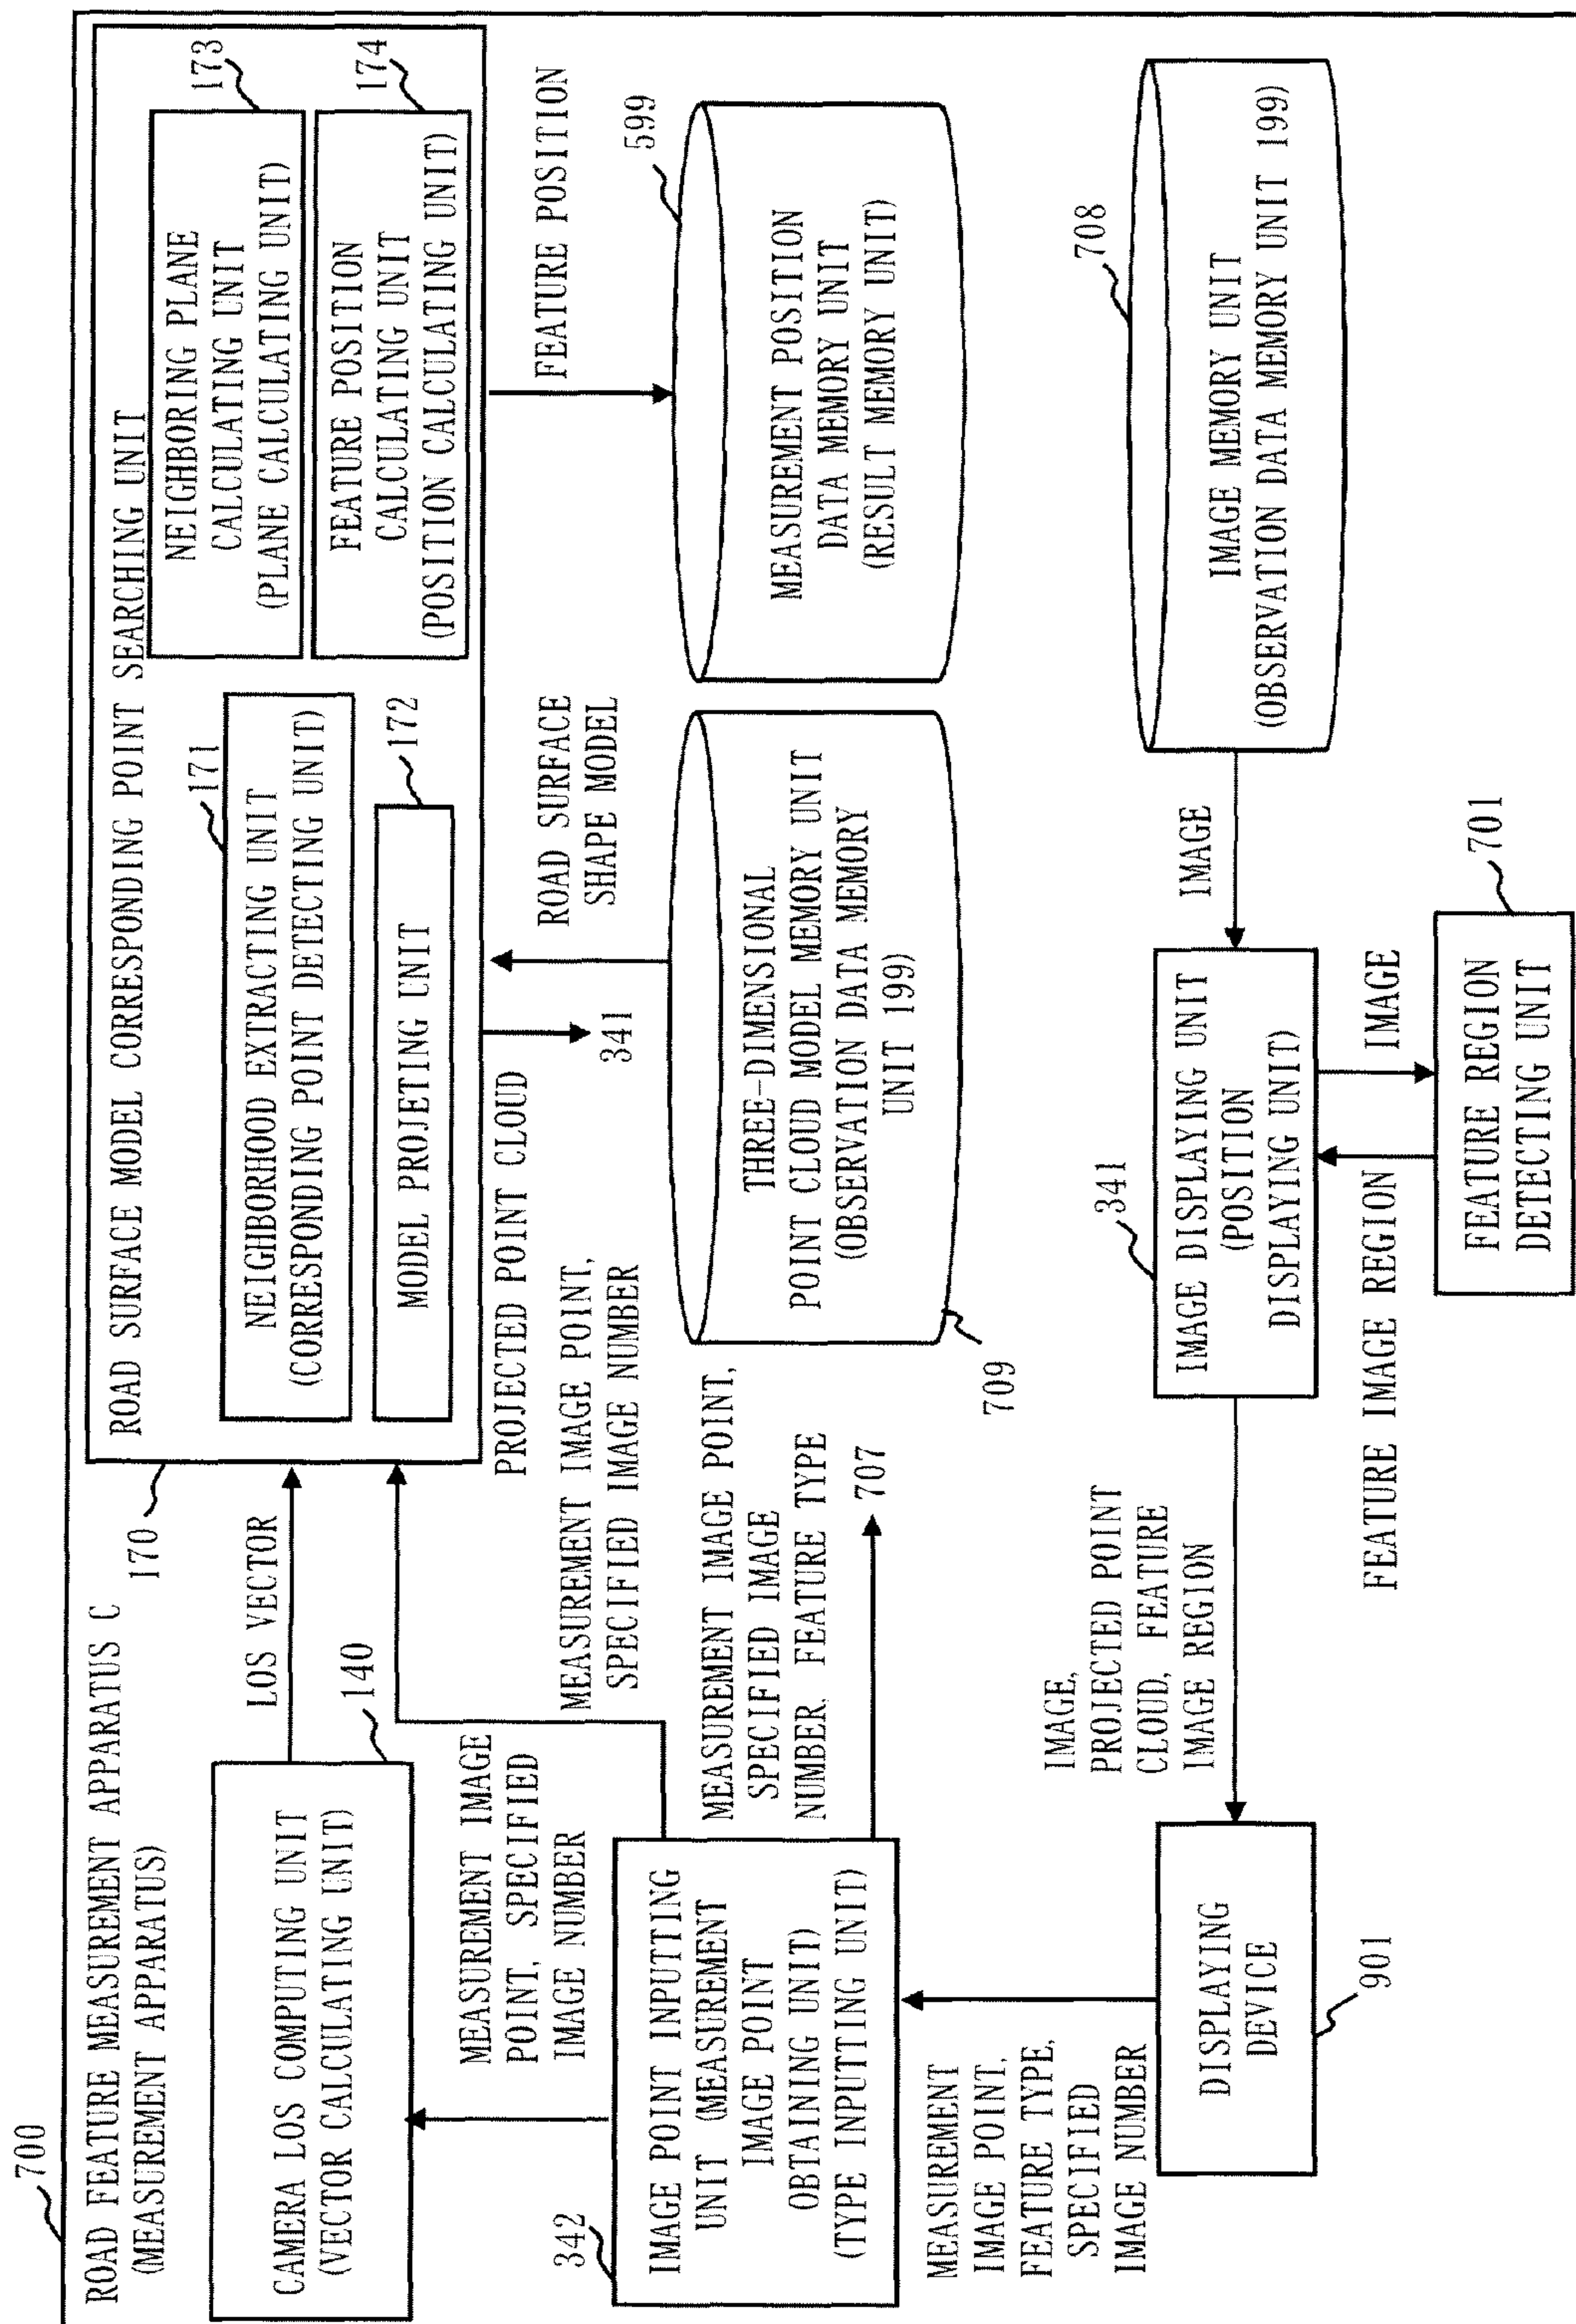 700
ROAD FEATURE MEASUREMENT APPARATUS C
(MEASUREMENT APPARATUS)
CAMERA LOS COMPUTING UNIT
(VECTOR CALCULATING UNIT)
140
LOS VECTOR
170
ROAD SURFACE MODEL CORRESPONDING POINT SEARCHING UNIT
171
NEIGHBORHOOD EXTRACTING UNIT
(CORRESPONDING POINT DETECTING UNIT)
172
MODEL PROJETING UNIT
173
NEIGHBORING PLANE
CALCULATING UNIT
(PLANE CALCULATING UNIT)
174
FEATURE POSITION
CALCULATING UNIT
(POSITION CALCULATING UNIT)
MEASUREMENT IMAGE
POINT, SPECIFIED
IMAGE NUMBER
MEASUREMENT IMAGE POINT,
SPECIFIED IMAGE NUMBER
PROJECTED POINT CLOUD
341
ROAD SURFACE
SHAPE MODEL
FEATURE POSITION
342
IMAGE POINT INPUTTING
UNIT (MEASUREMENT
IMAGE POINT
OBTAINING UNIT)
(TYPE INPUTTING UNIT)
MEASUREMENT IMAGE POINT,
SPECIFIED IMAGE
NUMBER, FEATURE TYPE
707
THREE-DIMENSIONAL
POINT CLOUD MODEL MEMORY UNIT
(OBSERVATION DATA MEMORY
UNIT 199)
709
599
MEASUREMENT POSITION
DATA MEMORY UNIT
(RESULT MEMORY UNIT)
MEASUREMENT
IMAGE POINT,
FEATURE TYPE,
SPECIFIED
IMAGE NUMBER
DISPLAYING
DEVICE
901
IMAGE,
PROJECTED POINT
CLOUD, FEATURE
IMAGE REGION
341
IMAGE DISPLAYING UNIT
(POSITION
DISPLAYING UNIT)
IMAGE
708
IMAGE MEMORY UNIT
(OBSERVATION DATA MEMORY UNIT 199)
FEATURE IMAGE REGION
IMAGE
701
FEATURE REGION
DETECTING UNIT